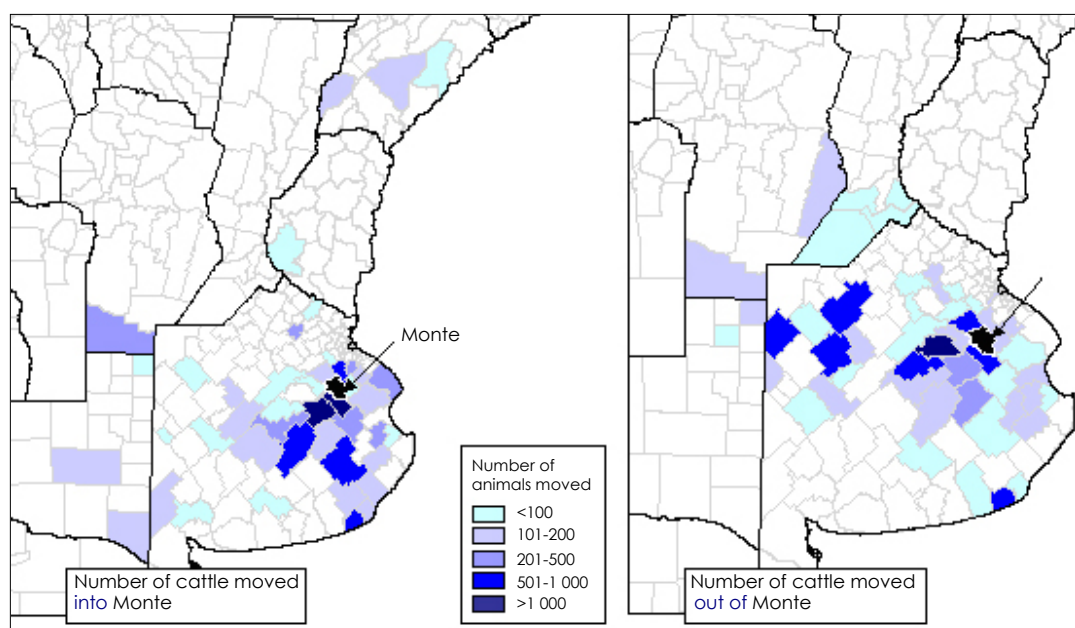 Monte
Number of
animals moved
<100
101-200
201-500
501-1 000
>1 000
Number of cattle moved
into Monte
Number of cattle moved
out of Monte